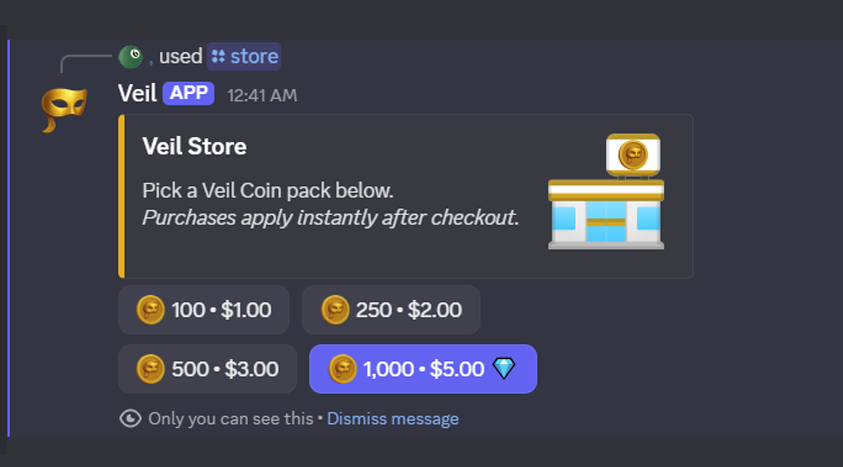 , used store
Veil APP 12:41 AM
Veil Store
Pick a Veil Coin pack below.
Purchases apply instantly after checkout.
100 • $1.00
250 • $2.00
500 • $3.00
1,000 • $5.00
Only you can see this • Dismiss message